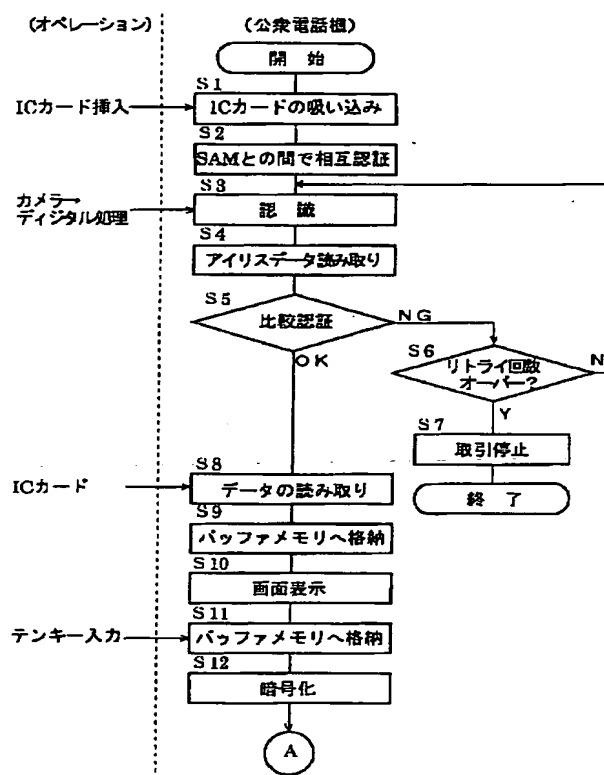 (オペレーション)
(公衆電話機)
開 始
S1
ICカード挿入
ICカードの吸い込み
S2
SAMとの間で相互認証
S3
カメラ→
ディジタル処理
認 識
S4
アイリスデータ読み取り
S5
比較認証
NG
OK
S6
リトライ回数
オーバー?
N
Y
S7
取引停止
終 了
S8
ICカード
データの読み取り
S9
バッファメモリへ格納
S10
画面表示
S11
テンキー入力
バッファメモリへ格納
S12
暗号化
A